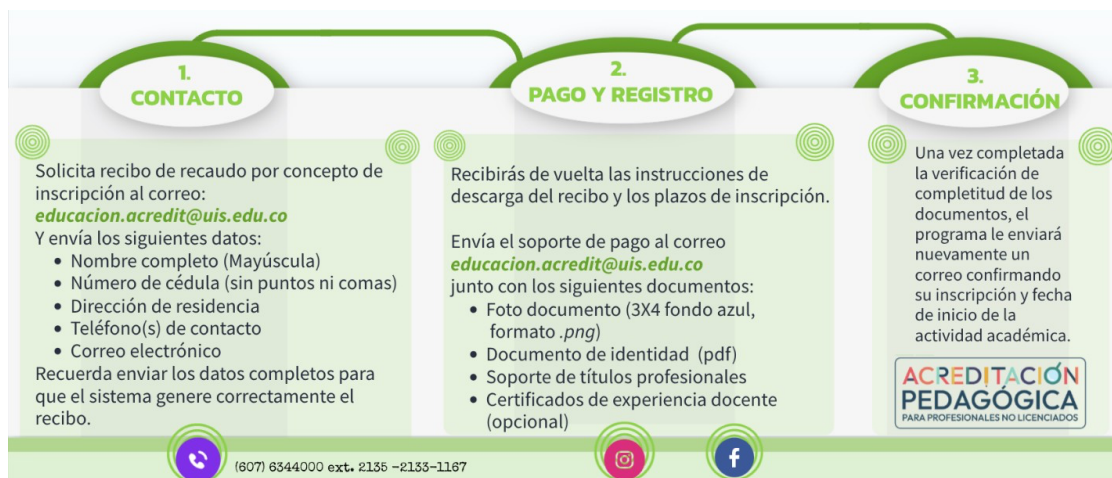 1.
CONTACTO
Solicita recibo de recaudo por concepto de
inscripción al correo:
educacion.acredit@uis.edu.co
Y envía los siguientes datos:
• Nombre completo (Mayúscula)
• Número de cédula (sin puntos ni comas)
• Dirección de residencia
• Teléfono(s) de contacto
• Correo electrónico
Recuerda enviar los datos completos para
que el sistema genere correctamente el
recibo.
2.
PAGO Y REGISTRO
Recibirás de vuelta las instrucciones de
descarga del recibo y los plazos de inscripción.
Envía el soporte de pago al correo
educacion.acredit@uis.edu.co
junto con los siguientes documentos:
• Foto documento (3X4 fondo azul,
formato .png)
• Documento de identidad (pdf)
• Soporte de títulos profesionales
• Certificados de experiencia docente
(opcional)
3.
CONFIRMACIÓN
Una vez completada
la verificación de
completitud de los
documentos, el
programa le enviará
nuevamente un
correo confirmando
su inscripción y fecha
de inicio de la
actividad académica.
ACREDITACIÓN
PEDAGÓGICA
PARA PROFESIONALES NO LICENCIADOS
(607) 6344000 ext. 2135 -2133-1167